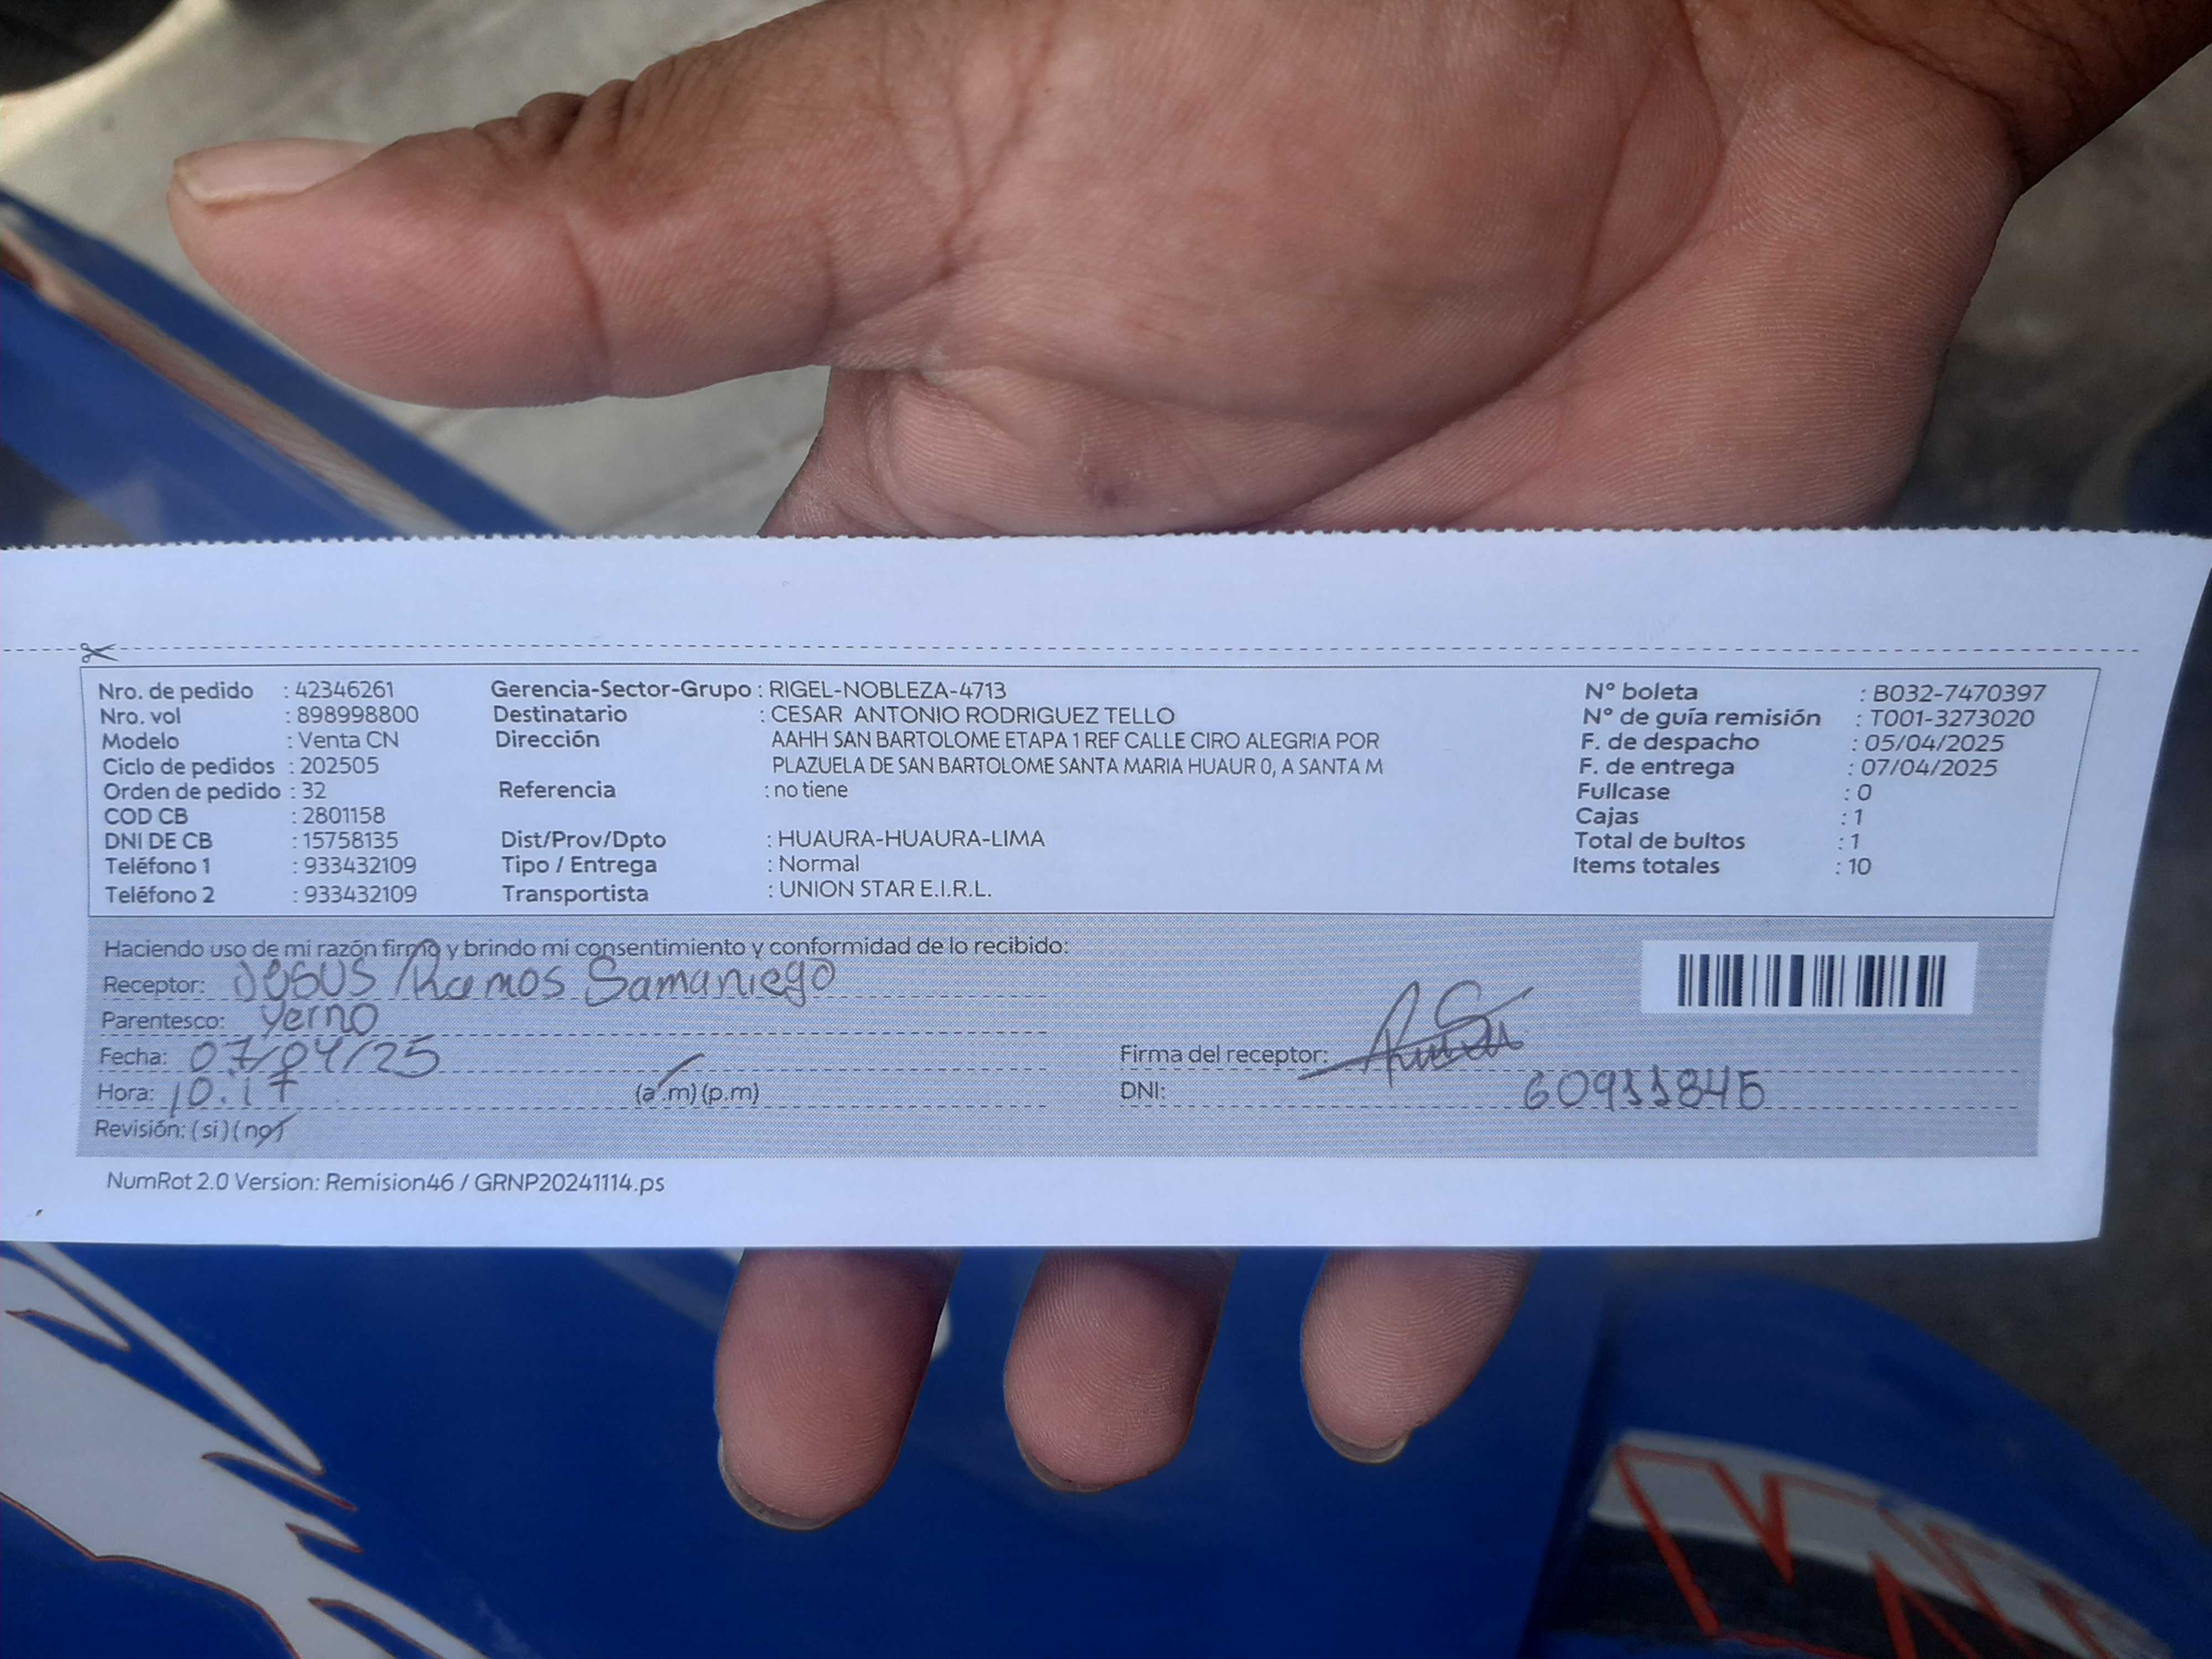 Nro. de pedido : 42346261 Gerencia-Sector-Grupo : RIGEL-NOBLEZA-4713 N° boleta : B032-7470397
Nro. vol : 898998800 Destinatario : CESAR ANTONIO RODRIGUEZ TELLO N° de guía remisión : T001-3273020
Modelo : Venta CN Dirección AAHH SAN BARTOLOME ETAPA 1 REF CALLE CIRO ALEGRIA POR F. de despacho : 05/04/2025
Ciclo de pedidos : 202505 PLAZUELA DE SAN BARTOLOME SANTA MARIA HUAUR 0, A SANTA M F. de entrega : 07/04/2025
Orden de pedido : 32 Referencia : no tiene Fullcase : 0
COD CB : 2801158 Cajas : 1
DNI DE CB : 15758135 Dist/Prov/Dpto : HUAURA-HUAURA-LIMA Total de bultos : 1
Teléfono 1 : 933432109 Tipo / Entrega : Normal Items totales : 10
Teléfono 2 : 933432109 Transportista : UNION STAR E.I.R.L.
Haciendo uso de mi razón firmo y brindo mi consentimiento y conformidad de lo recibido:
Receptor: JESUS Ramos Samaniego
Parentesco: Yerno
Fecha: 07/04/25 Firma del receptor:
Hora: 10.17 (a.m)(p.m) DNI: 60911845
Revisión: (si)(no)
NumRot 2.0 Version: Remision46 / GRNP20241114.ps